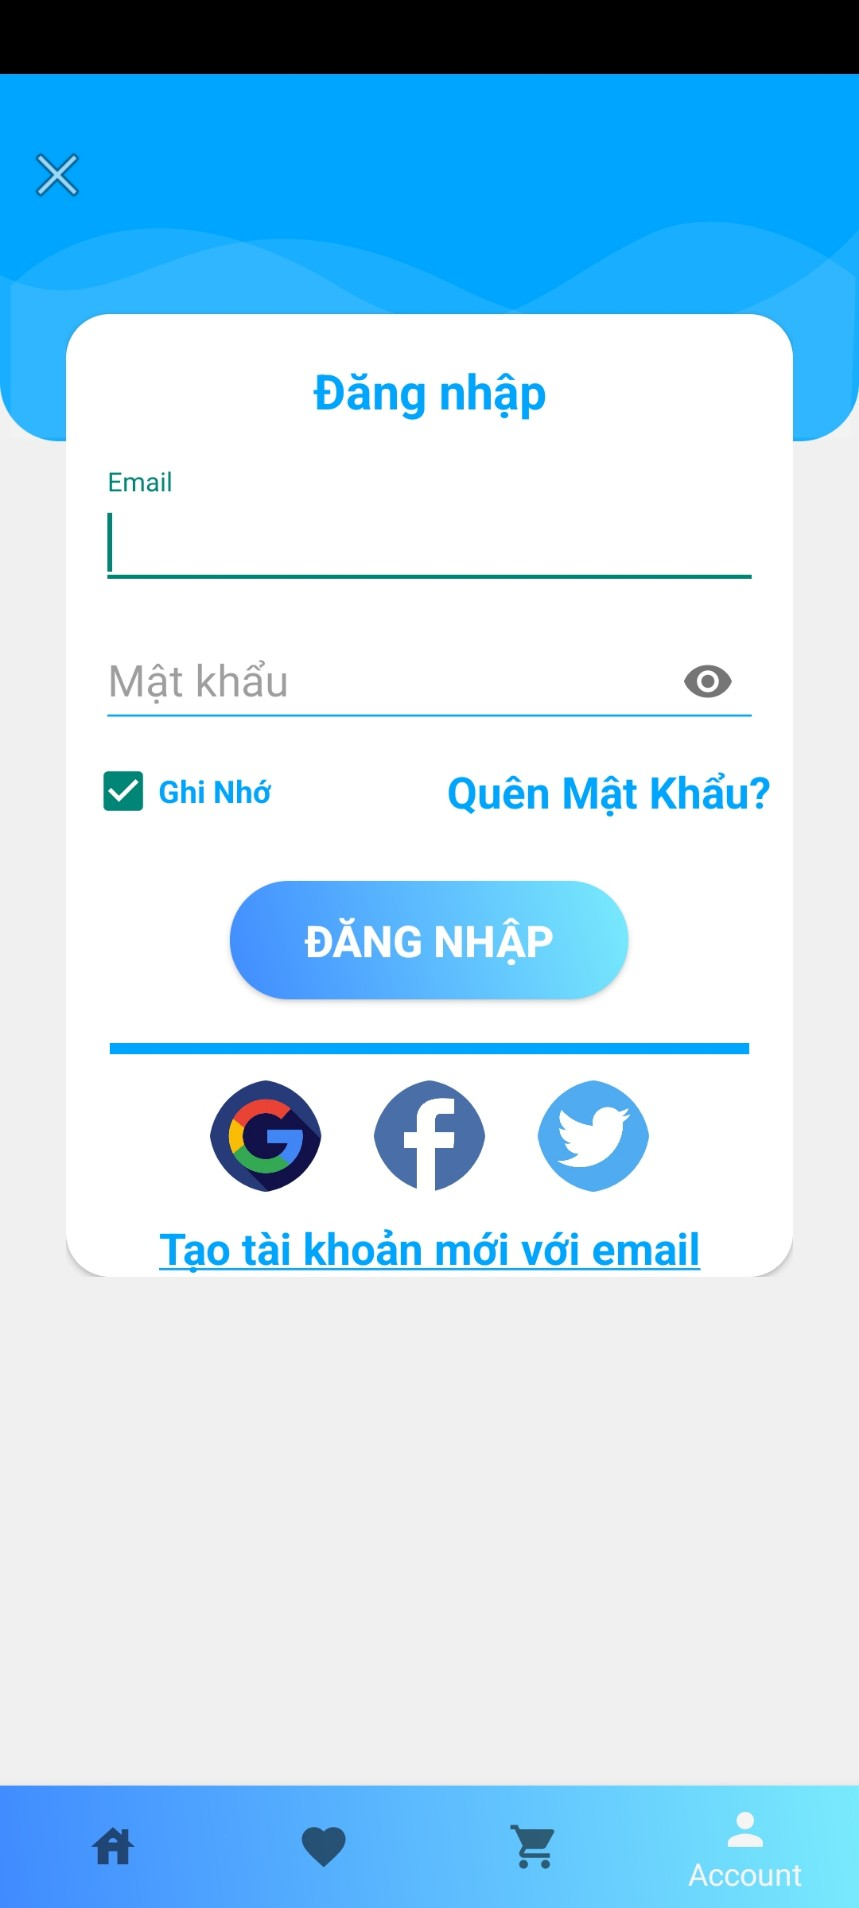 Đăng nhập
Email
Mật khẩu
Ghi Nhớ
Quên Mật Khẩu?
ĐĂNG NHẬP
Tạo tài khoản mới với email
Account